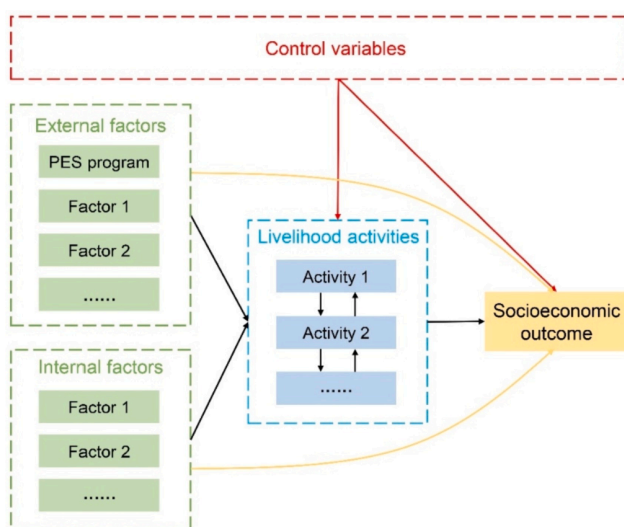 Control variables
External factors
PES program
Factor 1
Factor 2
......
Livelihood activities
Activity 1
Activity 2
......
Socioeconomic
outcome
Internal factors
Factor 1
Factor 2
......